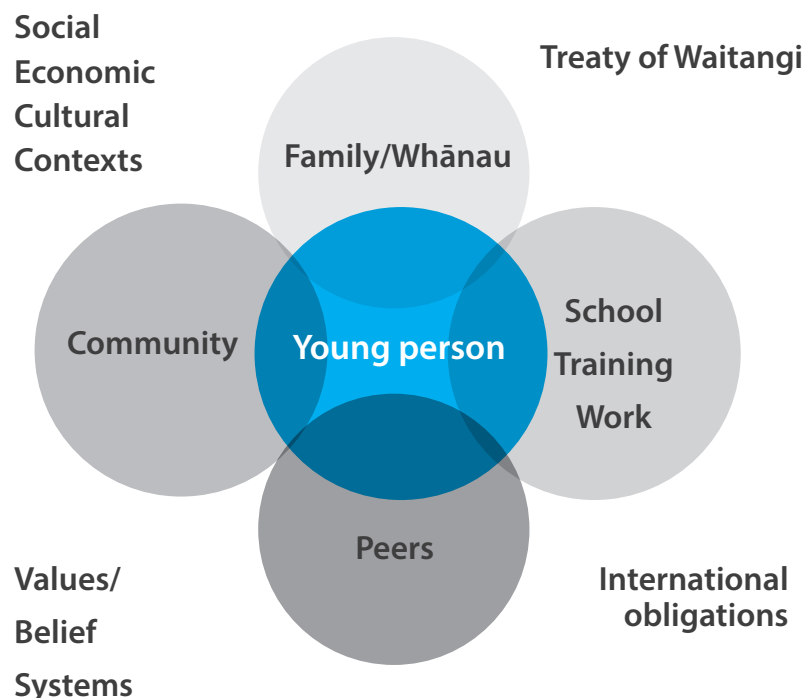 Social
Economic
Cultural
Contexts
Treaty of Waitangi
Family/Whānau
Community
Young person
School
Training
Work
Peers
Values/
Belief
Systems
International
obligations